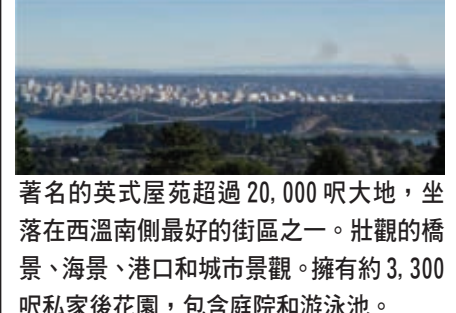 著名的英式屋苑超過 20,000 呎大地，坐
落在西溫南側最好的街區之一。壯觀的橋
景、海景、港口和城市景觀。擁有約 3,300
呎私家後花園，包含庭院和游泳池。